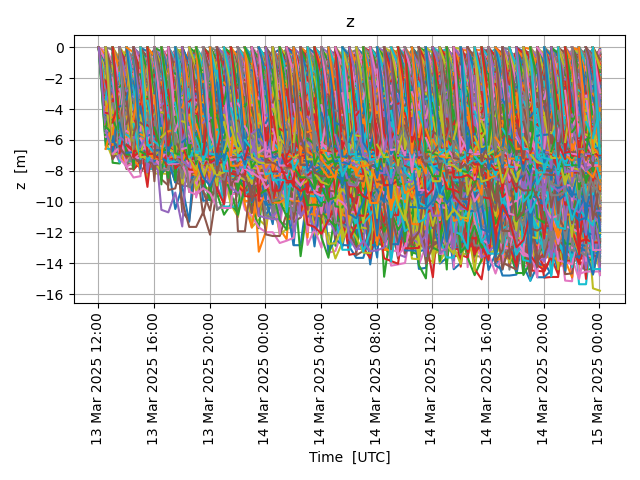 z
0
−2
−4
−6
−8
−10
−12
−14
−16
z [m]
13 Mar 2025 12:00
13 Mar 2025 16:00
13 Mar 2025 20:00
14 Mar 2025 00:00
14 Mar 2025 04:00
14 Mar 2025 08:00
14 Mar 2025 12:00
14 Mar 2025 16:00
14 Mar 2025 20:00
15 Mar 2025 00:00
Time [UTC]